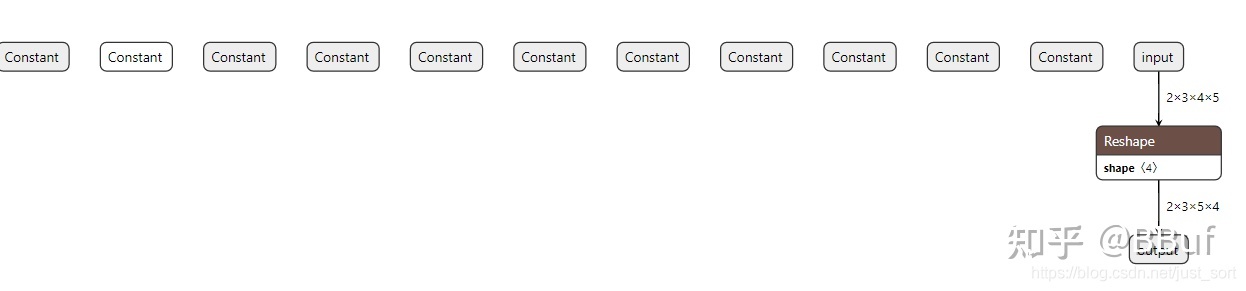 Constant Constant Constant Constant Constant Constant Constant Constant Constant Constant Constant input
2×3×4×5
Reshape
shape〈4〉
2×3×5×4
知乎 @BBuf
output
https://blog.csdn.net/just_sort